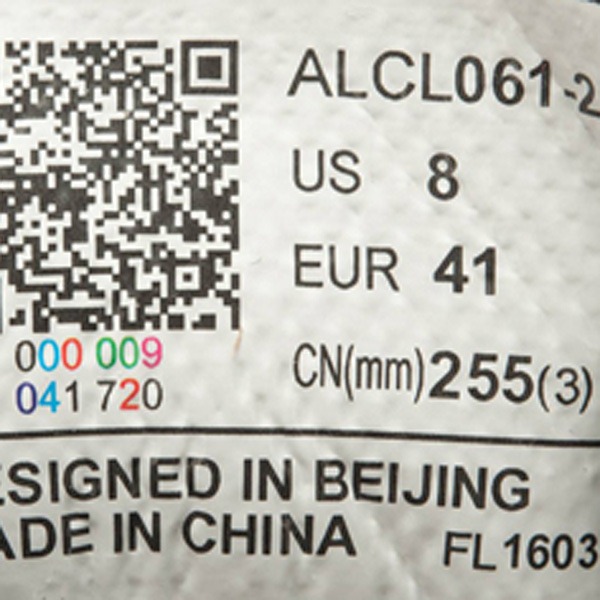 ALCL061-2
US 8
EUR 41
CN(mm)255(3)
000 009
041 720
ESIGNED IN BEIJING
ADE IN CHINA
FL1603